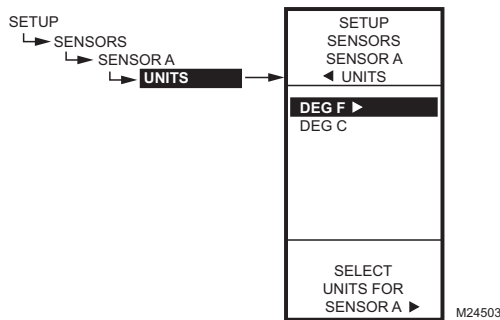 SETUP
SENSORS
SENSOR A
UNITS
SETUP
SENSORS
SENSOR A
◄ UNITS
DEG F ►
DEG C
SELECT
UNITS FOR
SENSOR A ►
M24503